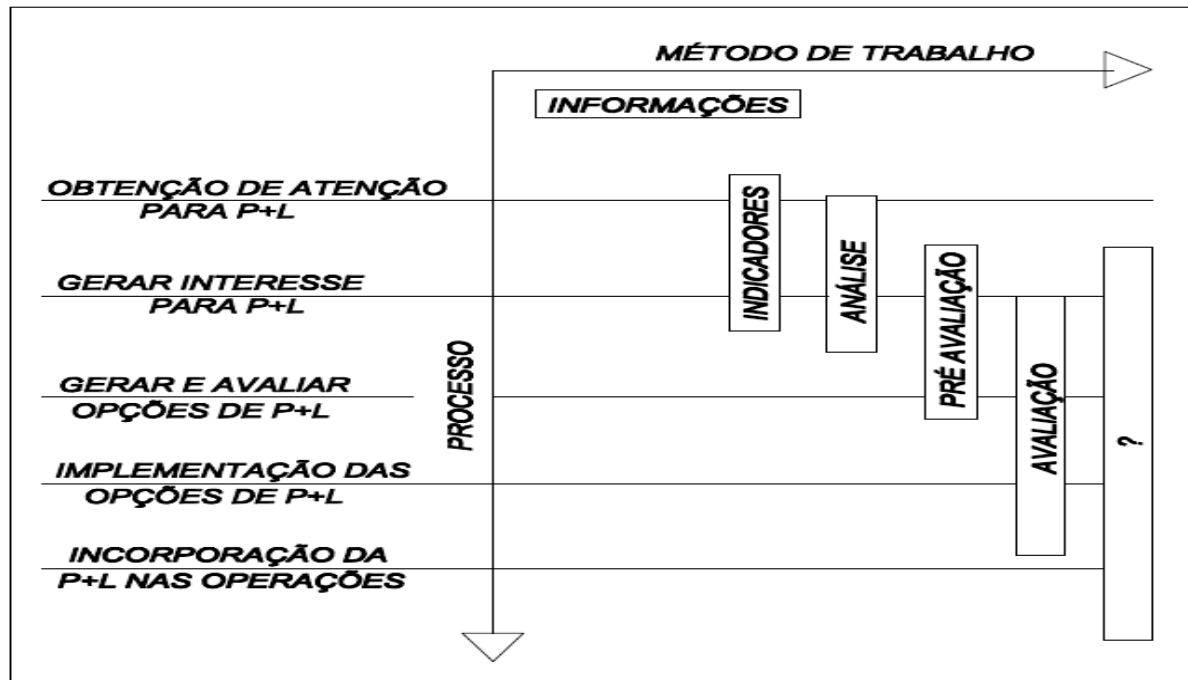 MÉTODO DE TRABALHO
INFORMAÇÕES
OBTENÇÃO DE ATENÇÃO
PARA P+L
GERAR INTERESSE
PARA P+L
GERAR E AVALIAR
OPÇÕES DE P+L
IMPLEMENTAÇÃO DAS
OPÇÕES DE P+L
INCORPORAÇÃO DA
P+L NAS OPERAÇÕES
PROCESSO
INDICADORES
ANÁLISE
PRÉ AVALIAÇÃO
AVALIAÇÃO
?